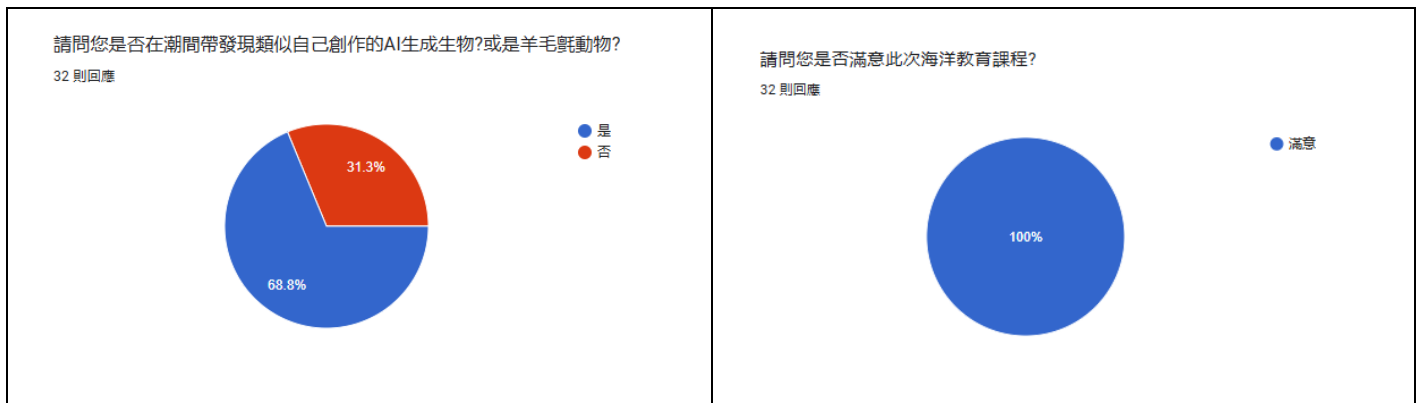 請問您是否在潮間帶發現類似自己創作的AI生成生物?或是羊毛氈動物?
32 則回應
是
否
31.3%
68.8%
請問您是否滿意此次海洋教育課程?
32 則回應
滿意
100%